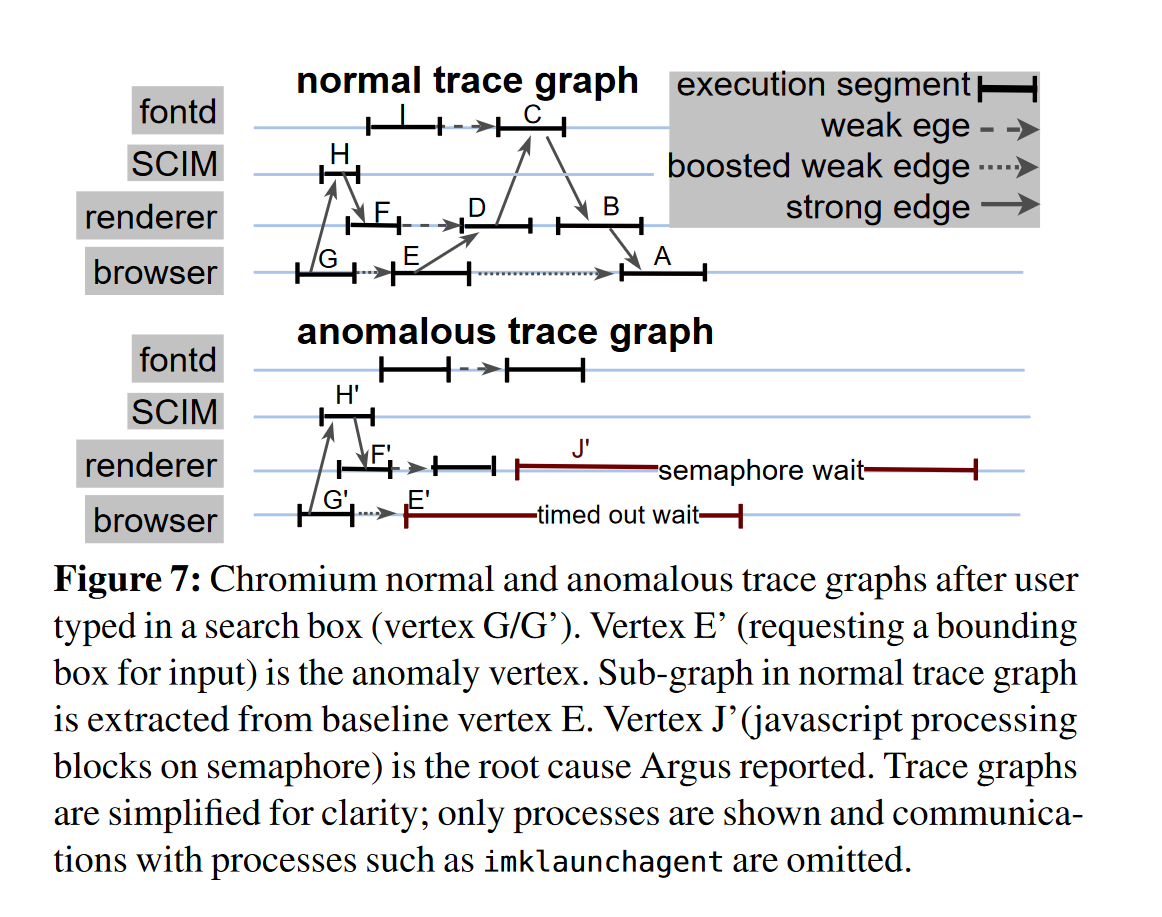 normal trace graph
execution segment
weak ege
boosted weak edge
strong edge
fontd
I
C
SCIM
H
renderer
F
D
B
browser
G
E
A
anomalous trace graph
fontd
SCIM
H'
renderer
F'
J'
semaphore wait
browser
G'
E'
timed out wait
Figure 7: Chromium normal and anomalous trace graphs after user
typed in a search box (vertex G/G’). Vertex E’ (requesting a bounding
box for input) is the anomaly vertex. Sub-graph in normal trace graph
is extracted from baseline vertex E. Vertex J’(javascript processing
blocks on semaphore) is the root cause Argus reported. Trace graphs
are simplified for clarity; only processes are shown and communica-
tions with processes such as imklaunchagent are omitted.